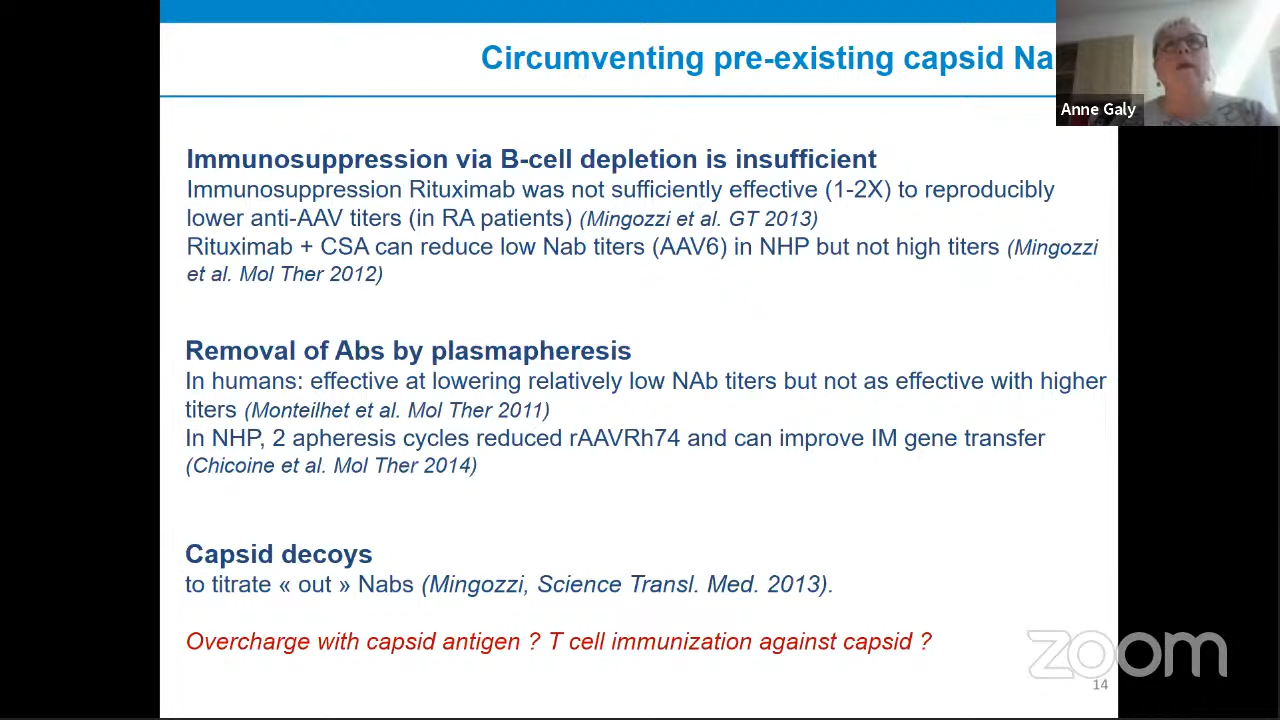 Circumventing pre-existing capsid Na
Anne Galy
Immunosuppression via B-cell depletion is insufficient
Immunosuppression Rituximab was not sufficiently effective (1-2X) to reproducibly
lower anti-AAV titers (in RA patients) (Mingozzi et al. GT 2013)
Rituximab + CSA can reduce low Nab titers (AAV6) in NHP but not high titers (Mingozzi
et al. Mol Ther 2012)
Removal of Abs by plasmapheresis
In humans: effective at lowering relatively low NAb titers but not as effective with higher
titers (Monteilhet et al. Mol Ther 2011)
In NHP, 2 apheresis cycles reduced rAAVRh74 and can improve IM gene transfer
(Chicoine et al. Mol Ther 2014)
Capsid decoys
to titrate « out » Nabs (Mingozzi, Science Transl. Med. 2013).
Overcharge with capsid antigen ? T cell immunization against capsid ?
zoom
14